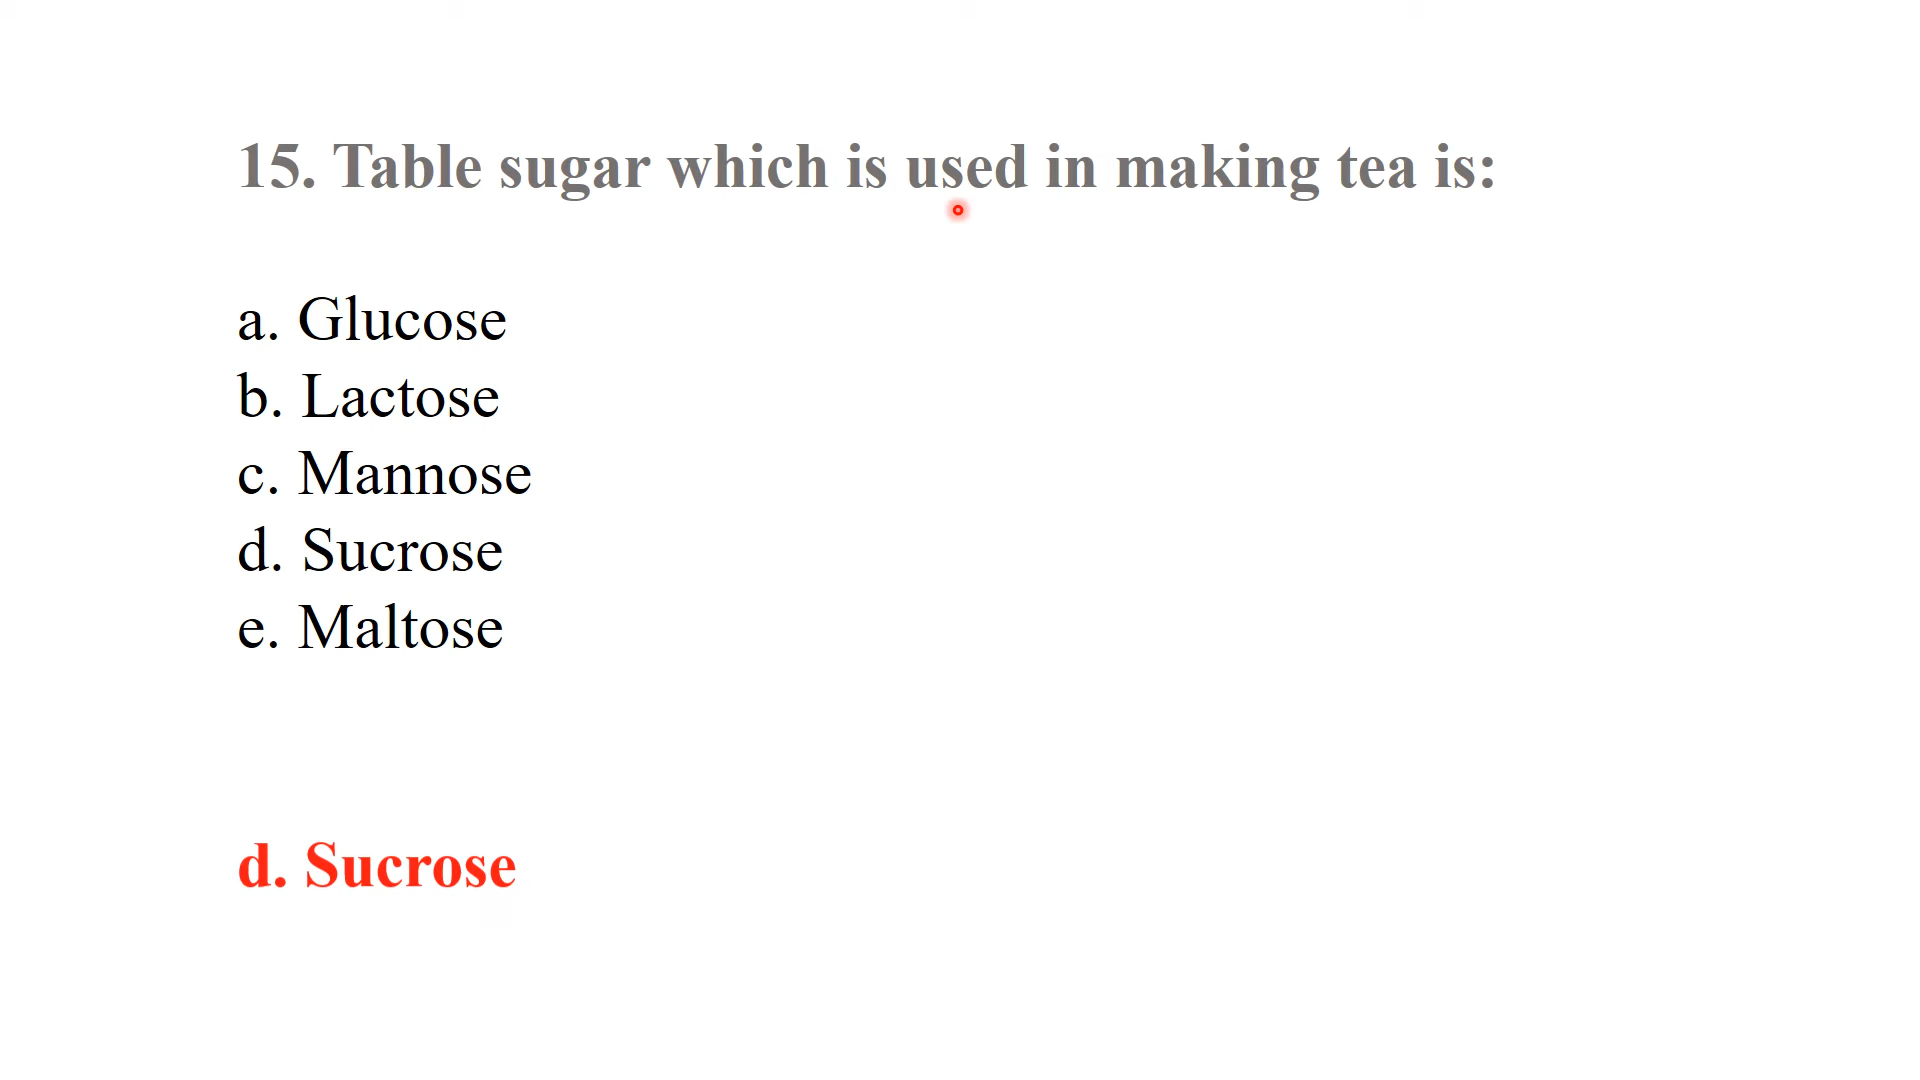 15. Table sugar which is used in making tea is:
a. Glucose
b. Lactose
c. Mannose
d. Sucrose
e. Maltose
d. Sucrose